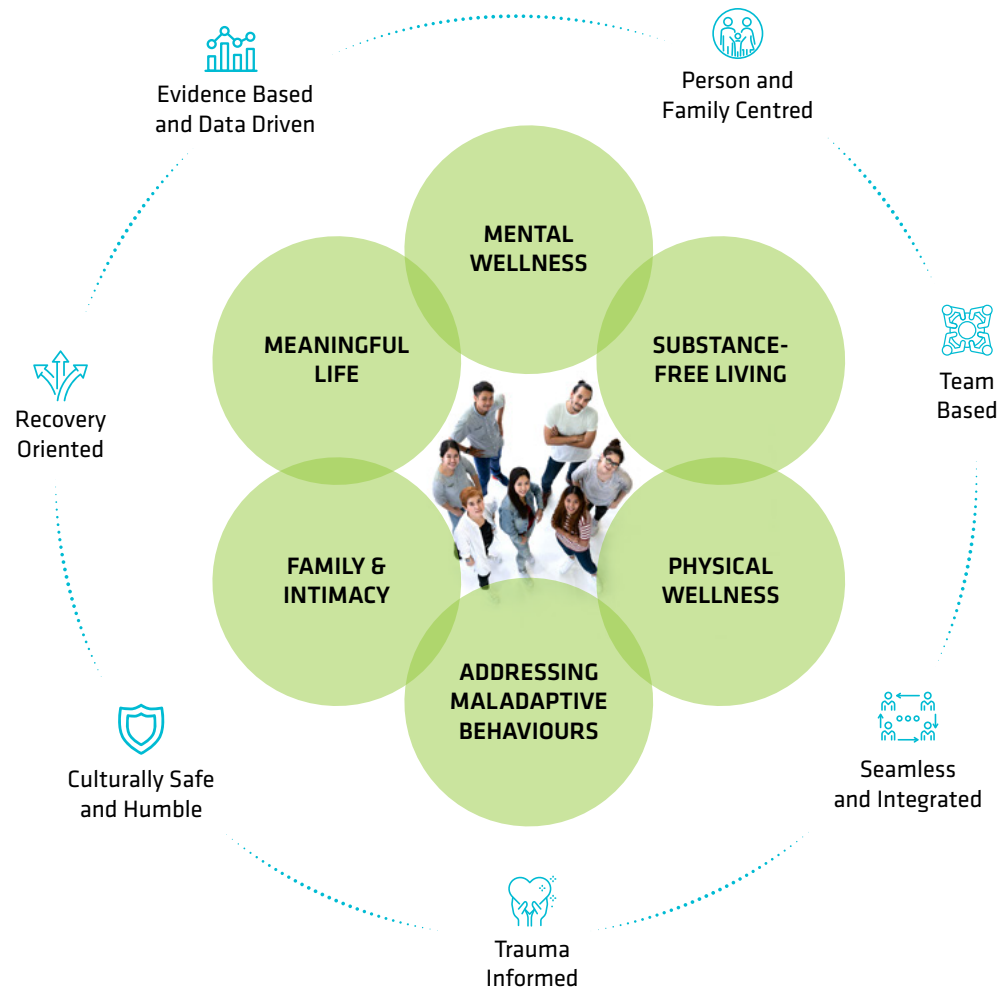 Evidence Based
and Data Driven
Person and
Family Centred
MENTAL
WELLNESS
MEANINGFUL
LIFE
SUBSTANCE-
FREE LIVING
Team
Based
Recovery
Oriented
FAMILY &
INTIMACY
PHYSICAL
WELLNESS
ADDRESSING
MALADAPTIVE
BEHAVIOURS
Culturally Safe
and Humble
Seamless
and Integrated
Trauma
Informed